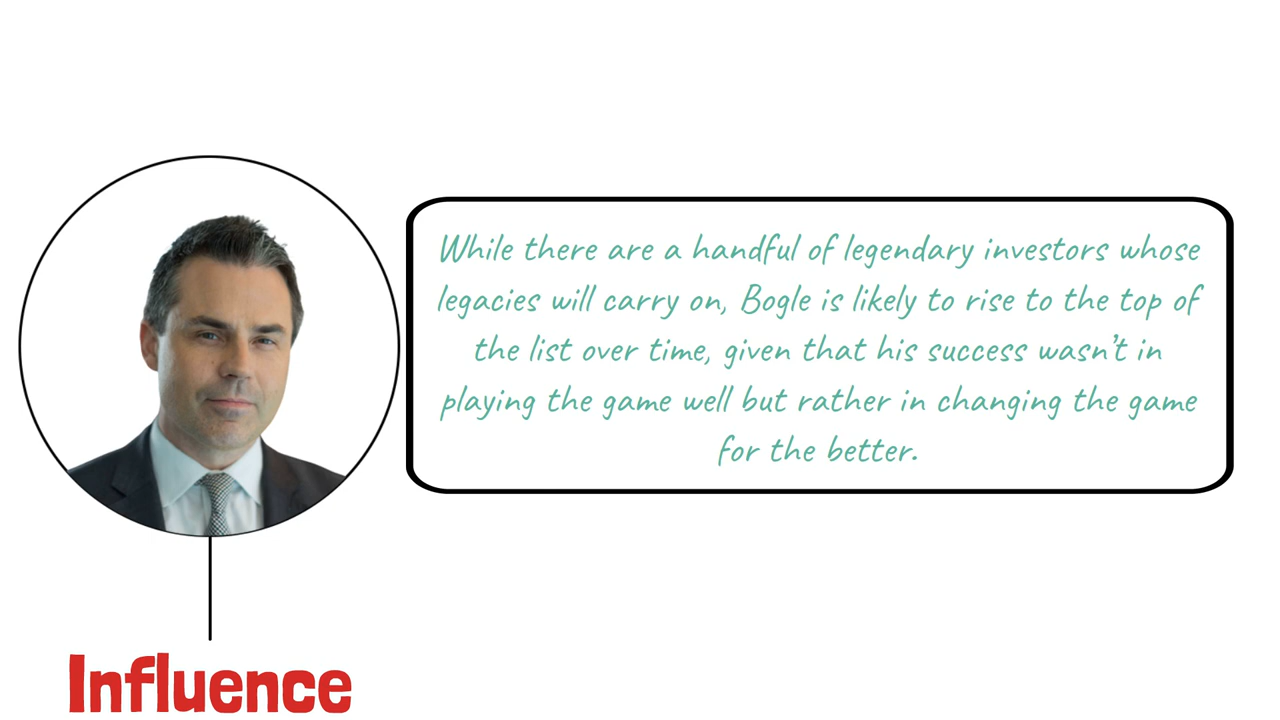 While there are a handful of legendary investors whose
legacies will carry on, Bogle is likely to rise to the top of
the list over time, given that his success wasn’t in
playing the game well but rather in changing the game
for the better.
Influence